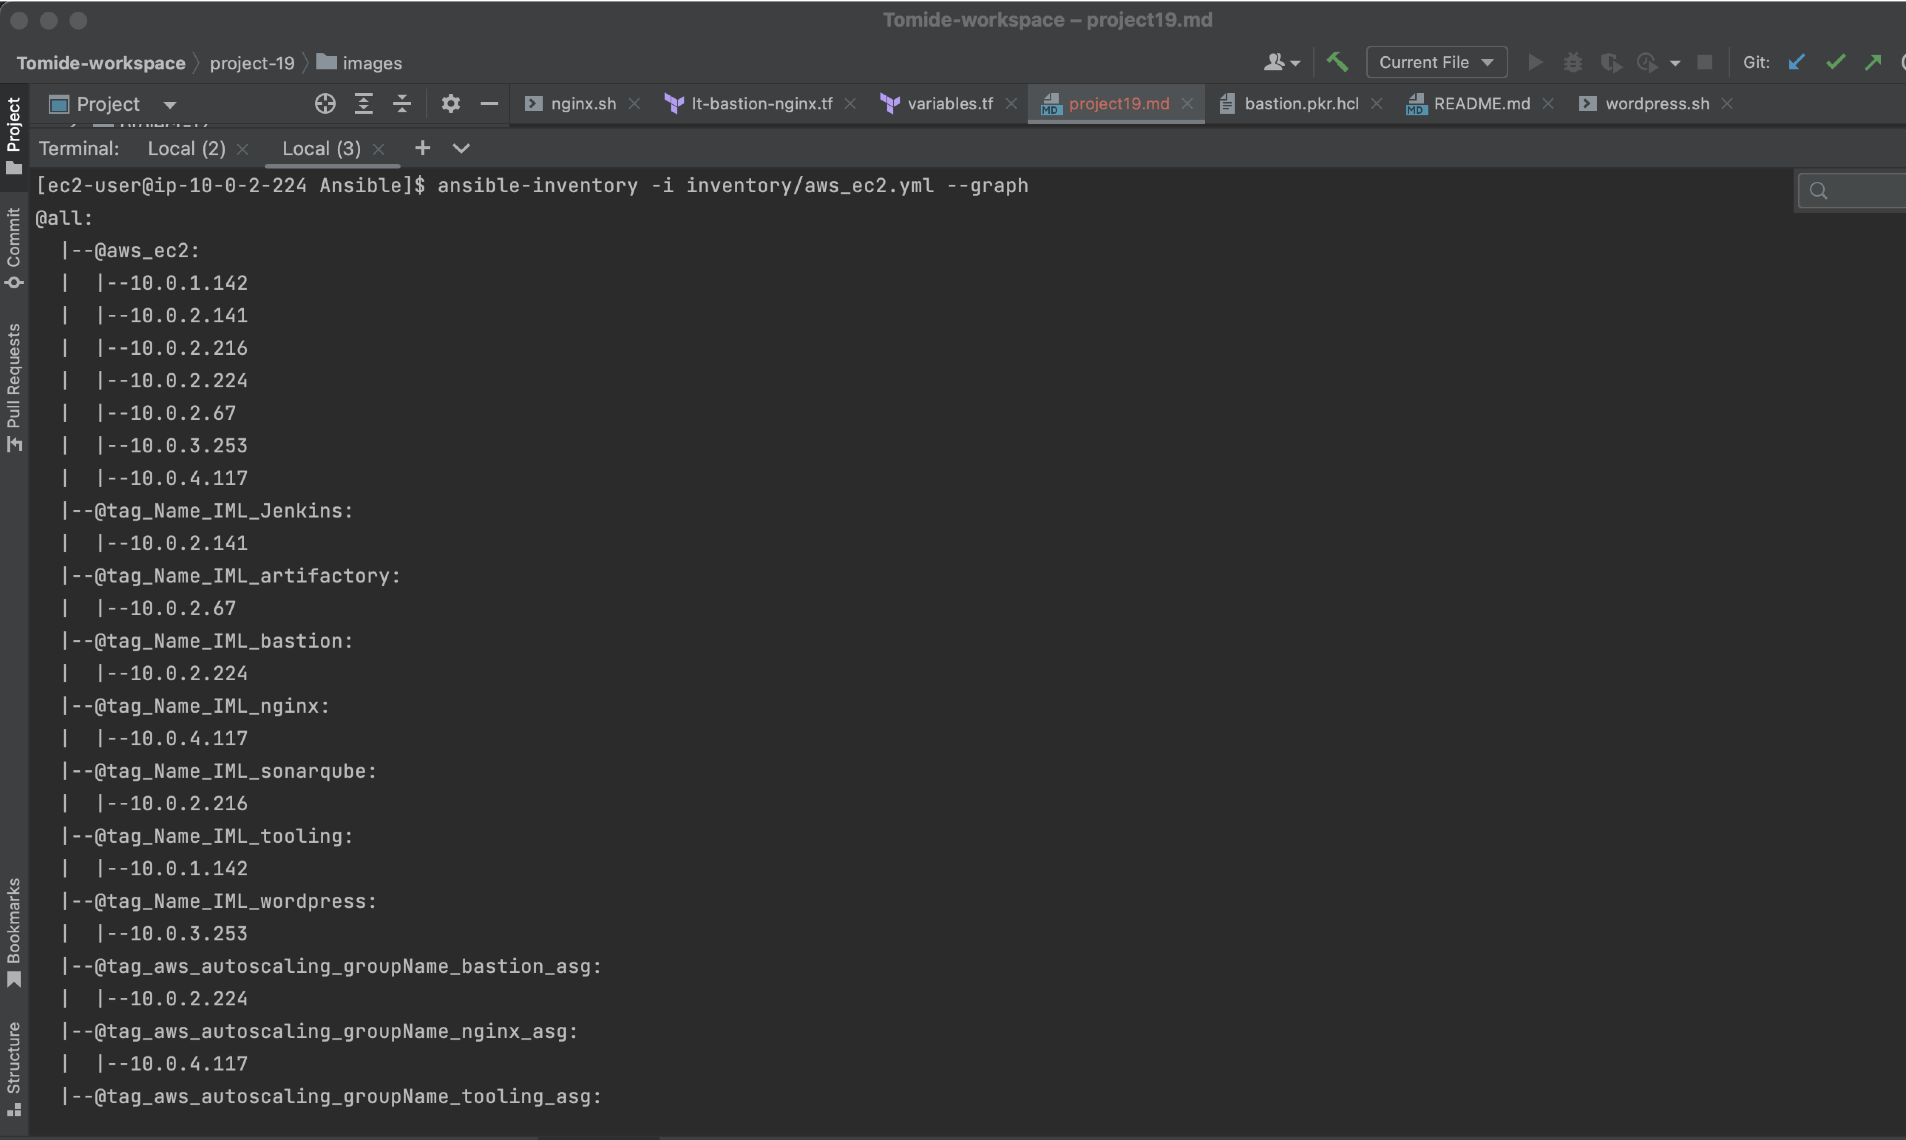 Tomide-workspace – project19.md
Tomide-workspace project-19 images
Current File
Git:
Project
nginx.sh
lt-bastion-nginx.tf
variables.tf
project19.md
bastion.pkr.hcl
README.md
wordpress.sh
Terminal: Local (2) Local (3)
[ec2-user@ip-10-0-2-224 Ansible]$ ansible-inventory -i inventory/aws_ec2.yml --graph
@all:
|--@aws_ec2:
| |--10.0.1.142
| |--10.0.2.141
| |--10.0.2.216
| |--10.0.2.224
| |--10.0.2.67
| |--10.0.3.253
| |--10.0.4.117
|--@tag_Name_IML_Jenkins:
| |--10.0.2.141
|--@tag_Name_IML_artifactory:
| |--10.0.2.67
|--@tag_Name_IML_bastion:
| |--10.0.2.224
|--@tag_Name_IML_nginx:
| |--10.0.4.117
|--@tag_Name_IML_sonarqube:
| |--10.0.2.216
|--@tag_Name_IML_tooling:
| |--10.0.1.142
|--@tag_Name_IML_wordpress:
| |--10.0.3.253
|--@tag_aws_autoscaling_groupName_bastion_asg:
| |--10.0.2.224
|--@tag_aws_autoscaling_groupName_nginx_asg:
| |--10.0.4.117
|--@tag_aws_autoscaling_groupName_tooling_asg:
Project
Commit
Pull Requests
Bookmarks
Structure